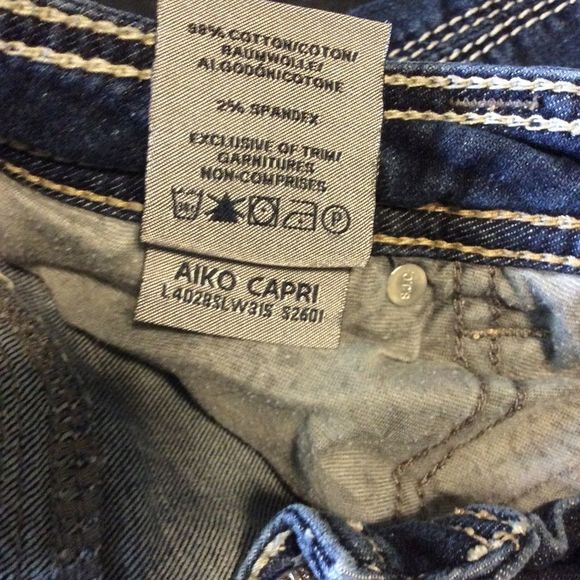 98% COTTON/COTON/
BAUMWOLLE/
ALGODÓN/COTONE
2% SPANDEX
EXCLUSIVE OF TRIM/
GARNITURES
NON-COMPRISES
P
AIKO CAPRI
L4028SLW31S S2601